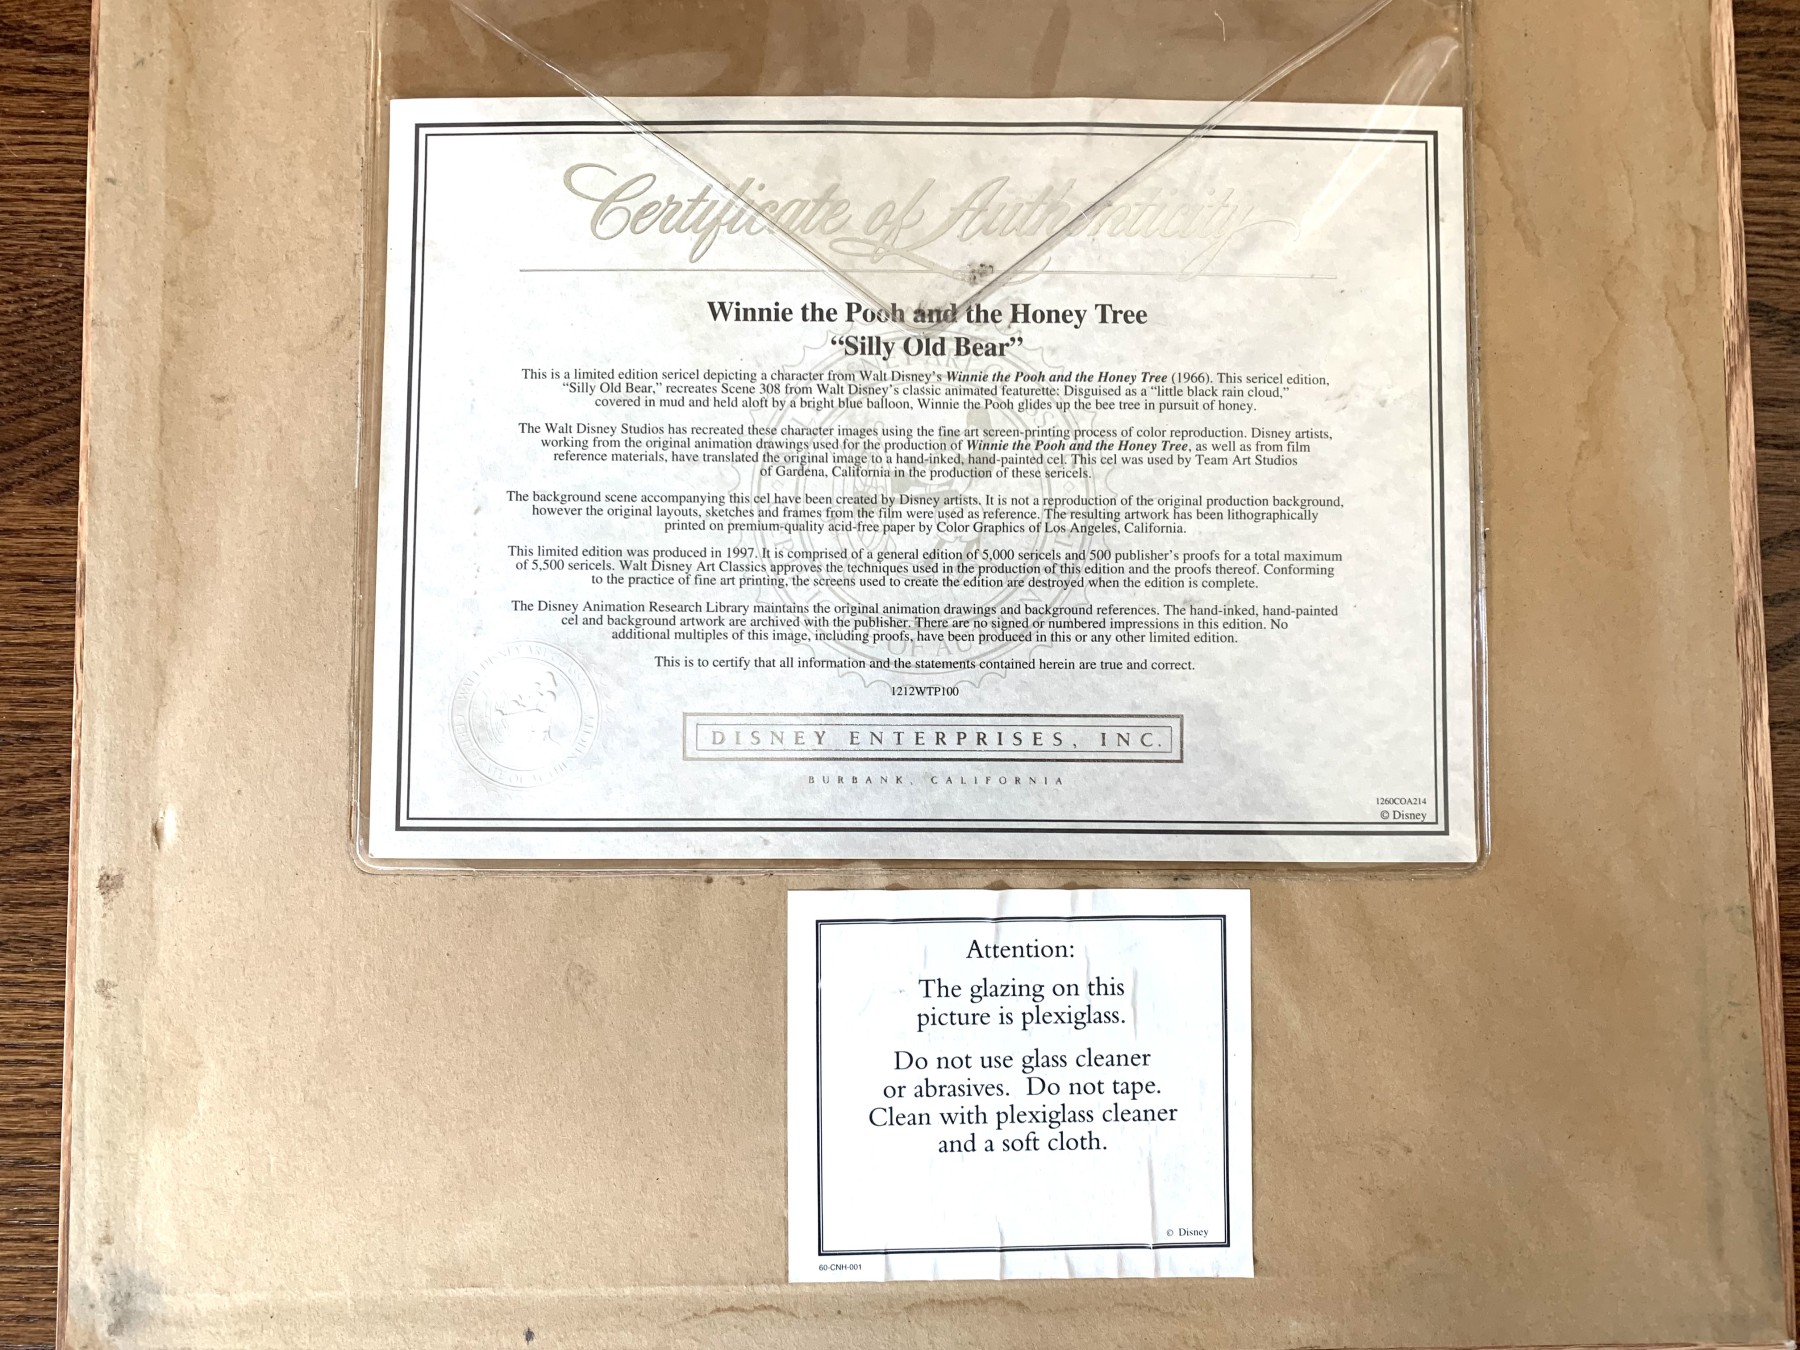 Certificate of Authenticity
Winnie the Pooh and the Honey Tree
“Silly Old Bear”
This is a limited edition sericel depicting a character from Walt Disney's Winnie the Pooh and the Honey Tree (1966). This sericel edition,
“Silly Old Bear,” recreates Scene 308 from Walt Disney's classic animated featurette: Disguised as a “little black rain cloud,”
covered in mud and held aloft by a bright blue balloon, Winnie the Pooh glides up the bee tree in pursuit of honey.
The Walt Disney Studios has recreated these character images using the fine art screen-printing process of color reproduction. Disney artists,
working from the original animation drawings used for the production of Winnie the Pooh and the Honey Tree, as well as from film
reference materials, have translated the original image to a hand-inked, hand-painted cel. This cel was used by Team Art Studios
of Gardena, California in the production of these sericels.
The background scene accompanying this cel have been created by Disney artists. It is not a reproduction of the original production background,
however the original layouts, sketches and frames from the film were used as reference. The resulting artwork has been lithographically
printed on premium-quality acid-free paper by Color Graphics of Los Angeles, California.
This limited edition was produced in 1997. It is comprised of a general edition of 5,000 sericels and 500 publisher's proofs for a total maximum
of 5,500 sericels. Walt Disney Art Classics approves the techniques used in the production of this edition and the proofs thereof. Conforming
to the practice of fine art printing, the screens used to create the edition are destroyed when the edition is complete.
The Disney Animation Research Library maintains the original animation drawings and background references. The hand-inked, hand-painted
cel and background artwork are archived with the publisher. There are no signed or numbered impressions in this edition. No
additional multiples of this image, including proofs, have been produced in this or any other limited edition.
This is to certify that all information and the statements contained herein are true and correct.
1212WTP100
DISNEY ENTERPRISES, INC.
BURBANK, CALIFORNIA
1260COA214
© Disney
Attention:
The glazing on this
picture is plexiglass.
Do not use glass cleaner
or abrasives. Do not tape.
Clean with plexiglass cleaner
and a soft cloth.
© Disney
60-CNH-001